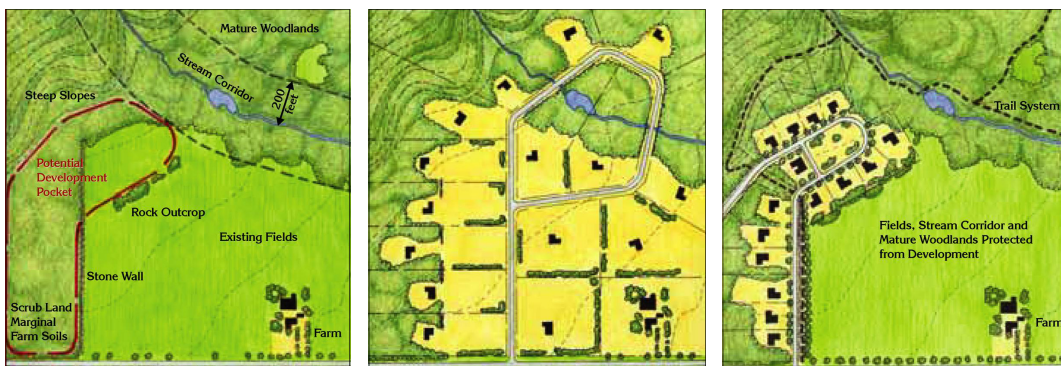 Mature Woodlands
Stream Corridor
200
feet
Steep Slopes
Potential
Development
Pocket
Rock Outcrop
Existing Fields
Stone Wall
Scrub Land
Marginal
Farm Soils
Farm
Trail System
Fields, Stream Corridor and
Mature Woodlands Protected
from Development
Farm